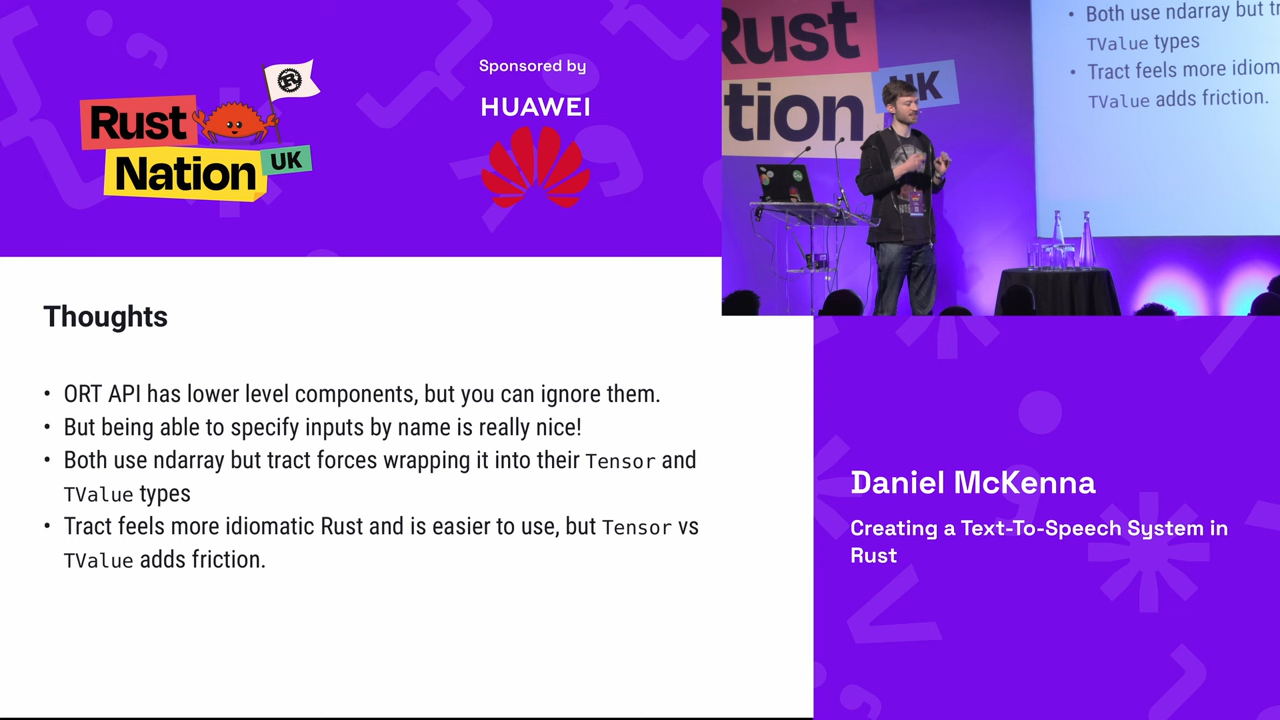 Rust
Nation
UK
Sponsored by
HUAWEI
Rust
tion
UK
• Both use ndarray but tr
TValue types
• Tract feels more idiom
TValue adds friction.
Thoughts
• ORT API has lower level components, but you can ignore them.
• But being able to specify inputs by name is really nice!
• Both use ndarray but tract forces wrapping it into their Tensor and
TValue types
• Tract feels more idiomatic Rust and is easier to use, but Tensor vs
TValue adds friction.
Daniel McKenna
Creating a Text-To-Speech System in
Rust